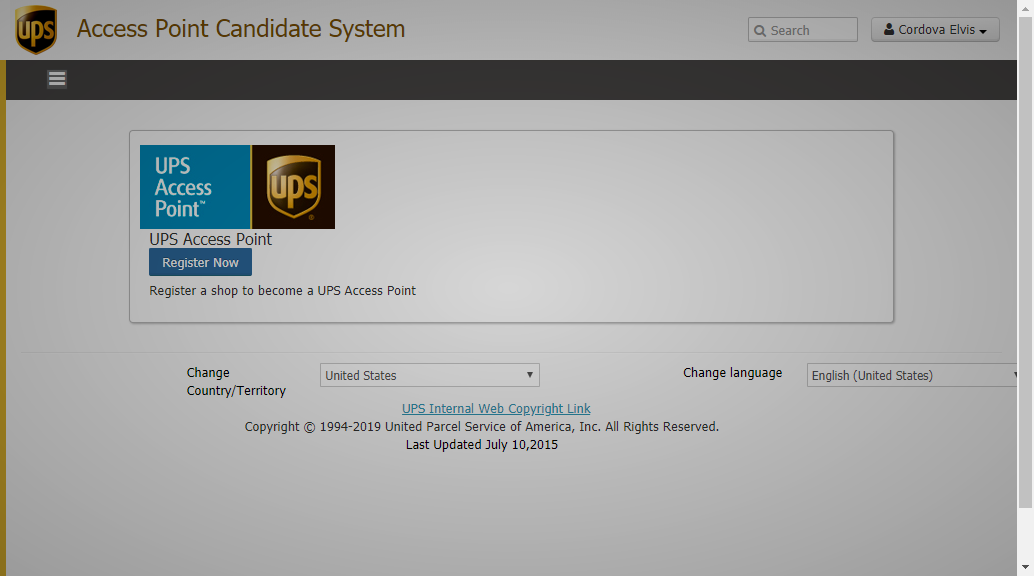 ups Access Point Candidate System
Search
Cordova Elvis
UPS
Access
Point™
ups
®
UPS Access Point
Register Now
Register a shop to become a UPS Access Point
Change
Country/Territory
United States
Change language
English (United States)
UPS Internal Web Copyright Link
Copyright © 1994-2019 United Parcel Service of America, Inc. All Rights Reserved.
Last Updated July 10,2015